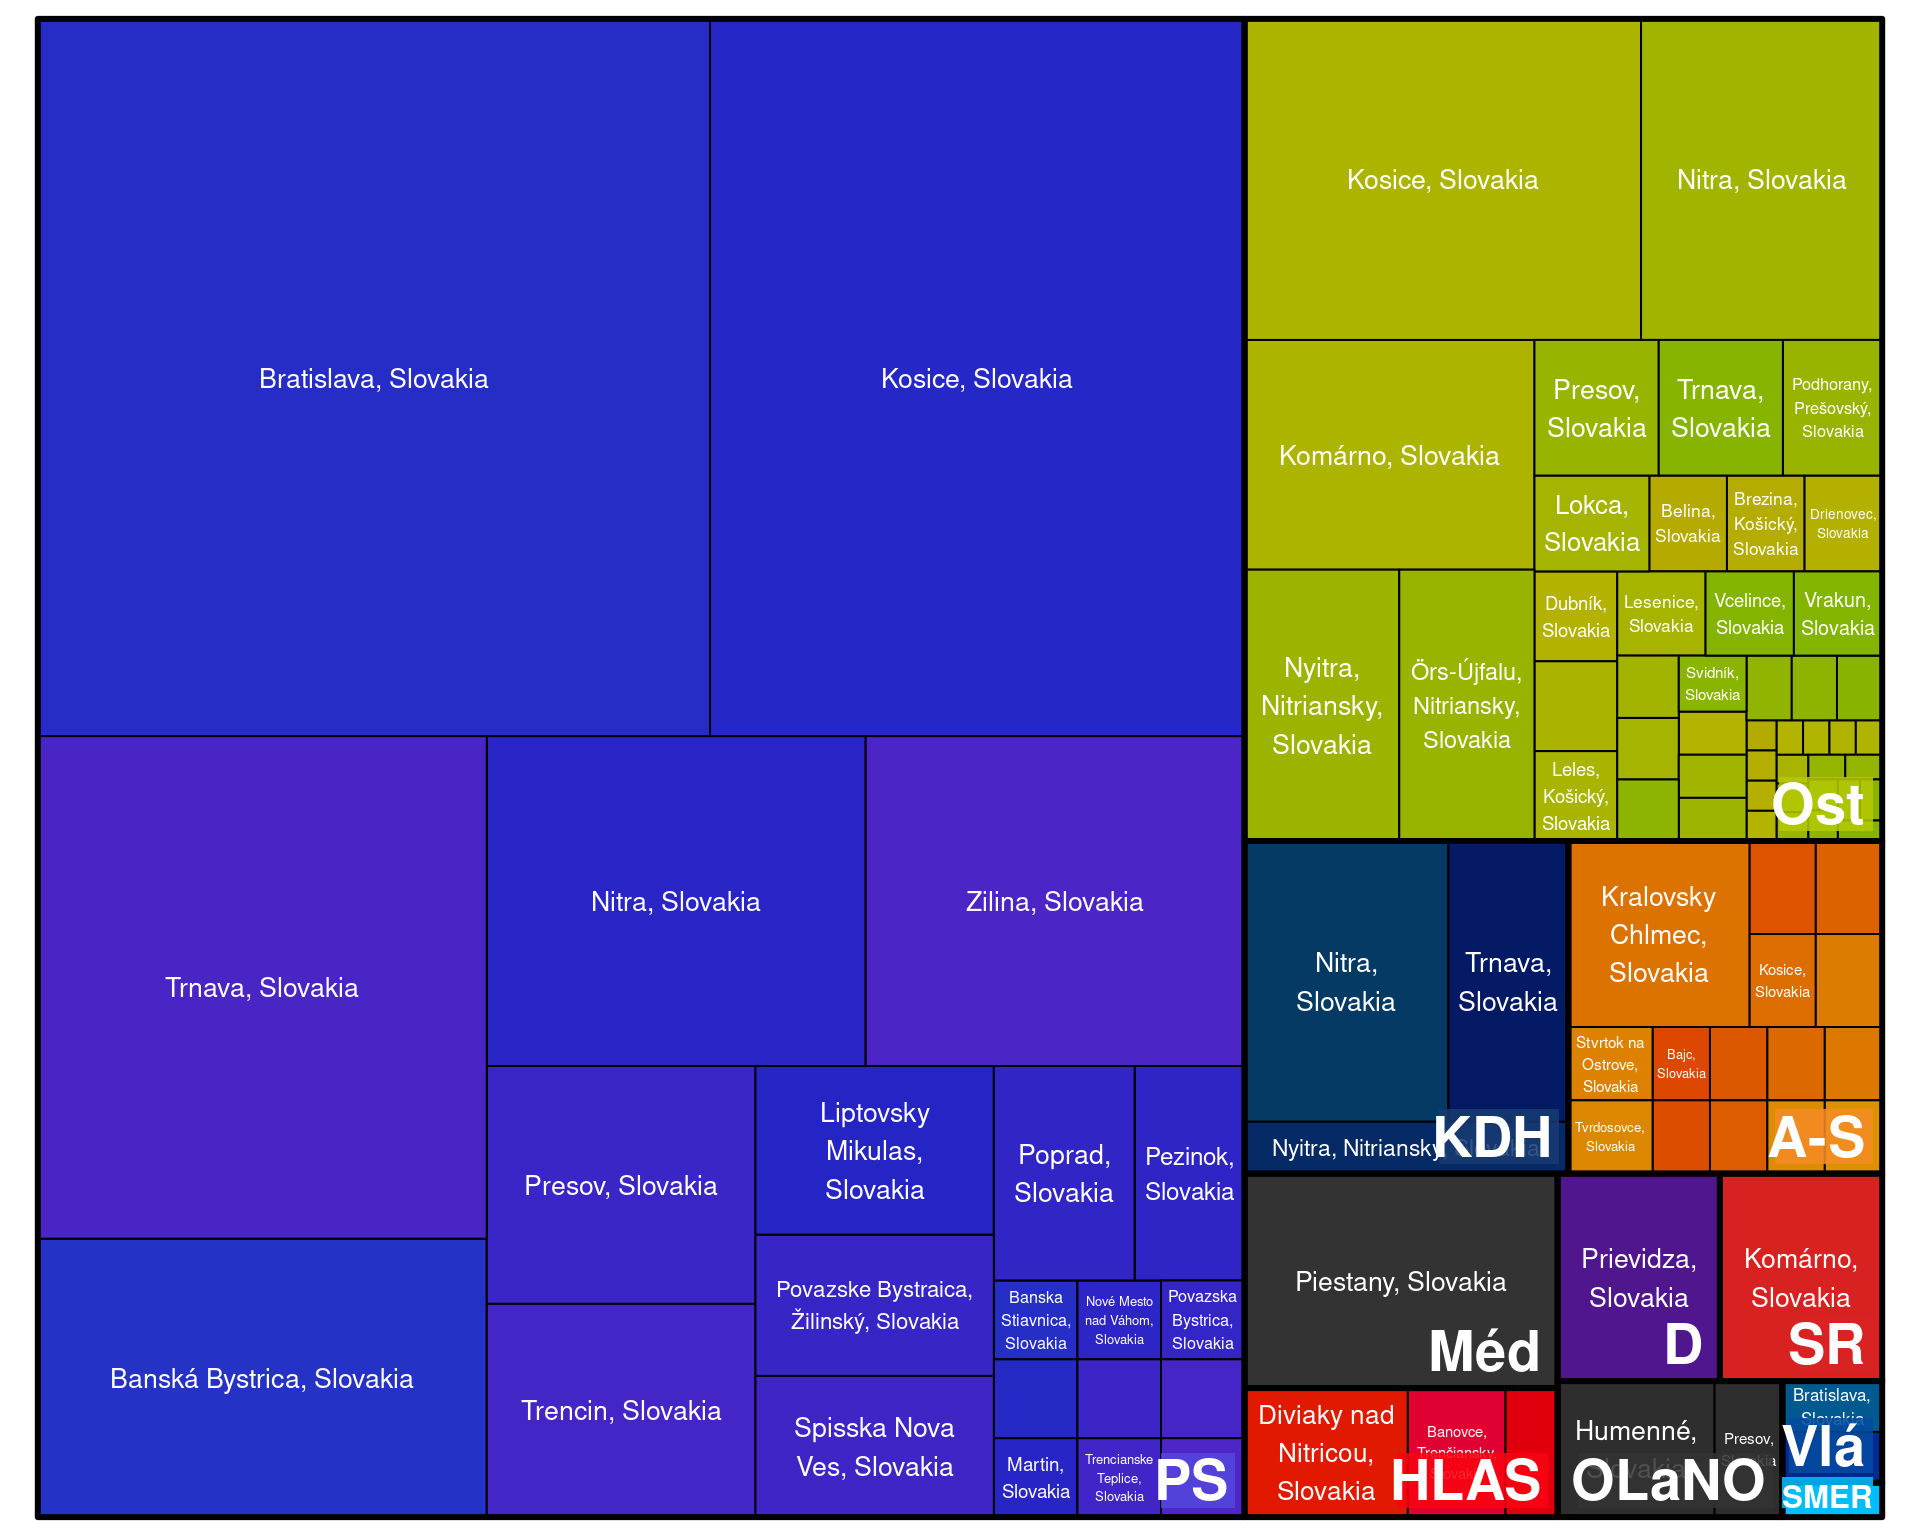 Bratislava, Slovakia
Kosice, Slovakia
Trnava, Slovakia
Banská Bystrica, Slovakia
Nitra, Slovakia
Zilina, Slovakia
Presov, Slovakia
Trencin, Slovakia
Liptovsky
Mikulas,
Slovakia
Povazske Bystraica,
Žilinský, Slovakia
Spisska Nova
Ves, Slovakia
Poprad,
Slovakia
Pezinok,
Slovakia
Banska
Stiavnica,
Slovakia
Nové Mesto
nad Váhom,
Slovakia
Povazska
Bystrica,
Slovakia
Martin,
Slovakia
Trencianske
Teplice,
Slovakia
PS
Kosice, Slovakia
Nitra, Slovakia
Komárno, Slovakia
Presov,
Slovakia
Trnava,
Slovakia
Podhorany,
Prešovský,
Slovakia
Lokca,
Slovakia
Belina,
Slovakia
Brezina,
Košický,
Slovakia
Drienovec,
Slovakia
Nyitra,
Nitriansky,
Slovakia
Örs-Újfalu,
Nitriansky,
Slovakia
Dubník,
Slovakia
Lesenice,
Slovakia
Vcelince,
Slovakia
Vrakun,
Slovakia
Svidník,
Slovakia
Leles,
Košický,
Slovakia
Ost
Nitra,
Slovakia
Trnava,
Slovakia
Nyitra, Nitriansky, Slovakia
KDH
Kralovsky
Chlmec,
Slovakia
Kosice,
Slovakia
Stvrtok na
Ostrove,
Slovakia
Bajc,
Slovakia
Tvrdosovce,
Slovakia
A-S
Piestany, Slovakia
Méd
Prievidza,
Slovakia
D
Komárno,
Slovakia
SR
Diviaky nad
Nitricou,
Slovakia
Banovce,
Trenčiansky,
Slovakia
HLAS
Humenné,
Slovakia
Presov,
Slovakia
OLaNO
Bratislava,
Slovakia
Vlá
SMER